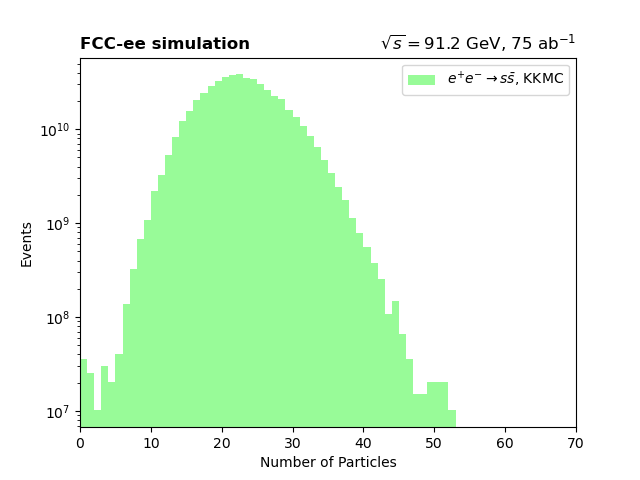 FCC-ee simulation
√s = 91.2 GeV, 75 ab⁻¹
e⁺e⁻ → ss̄, KKMC
10¹⁰
10⁹
10⁸
10⁷
Events
0 10 20 30 40 50 60 70
Number of Particles